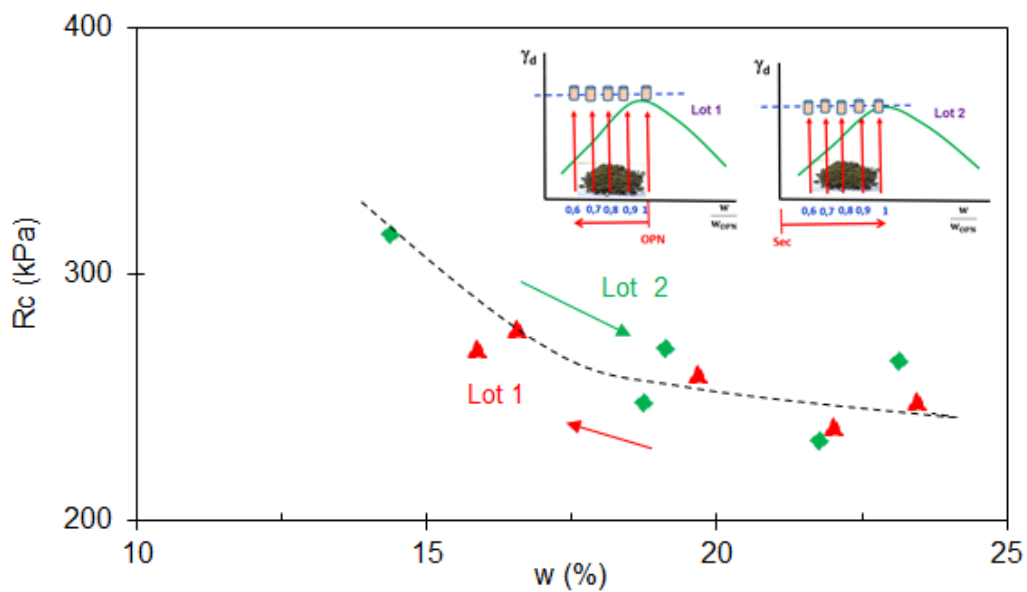 400
300
200
Rc (kPa)
10
15
20
25
w (%)
Lot 2
Lot 1
γd
Lot 1
0,6 0,7 0,8 0,9 1
w
wOPN
OPN
γd
Lot 2
0,6 0,7 0,8 0,9 1
w
wOPN
Sec